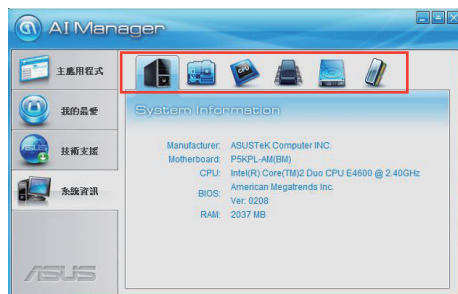 AI Manager
主應用程式
我的最愛
技術支援
系統資訊
CPU
System Information
Manufacturer: ASUSTeK Computer INC.
Motherboard: P5KPL-AM(BM)
CPU: Intel(R) Core(TM)2 Duo CPU E4600 @ 2.40GHz
BIOS: American Megatrends Inc.
Ver: 0208
RAM: 2037 MB
ASUS